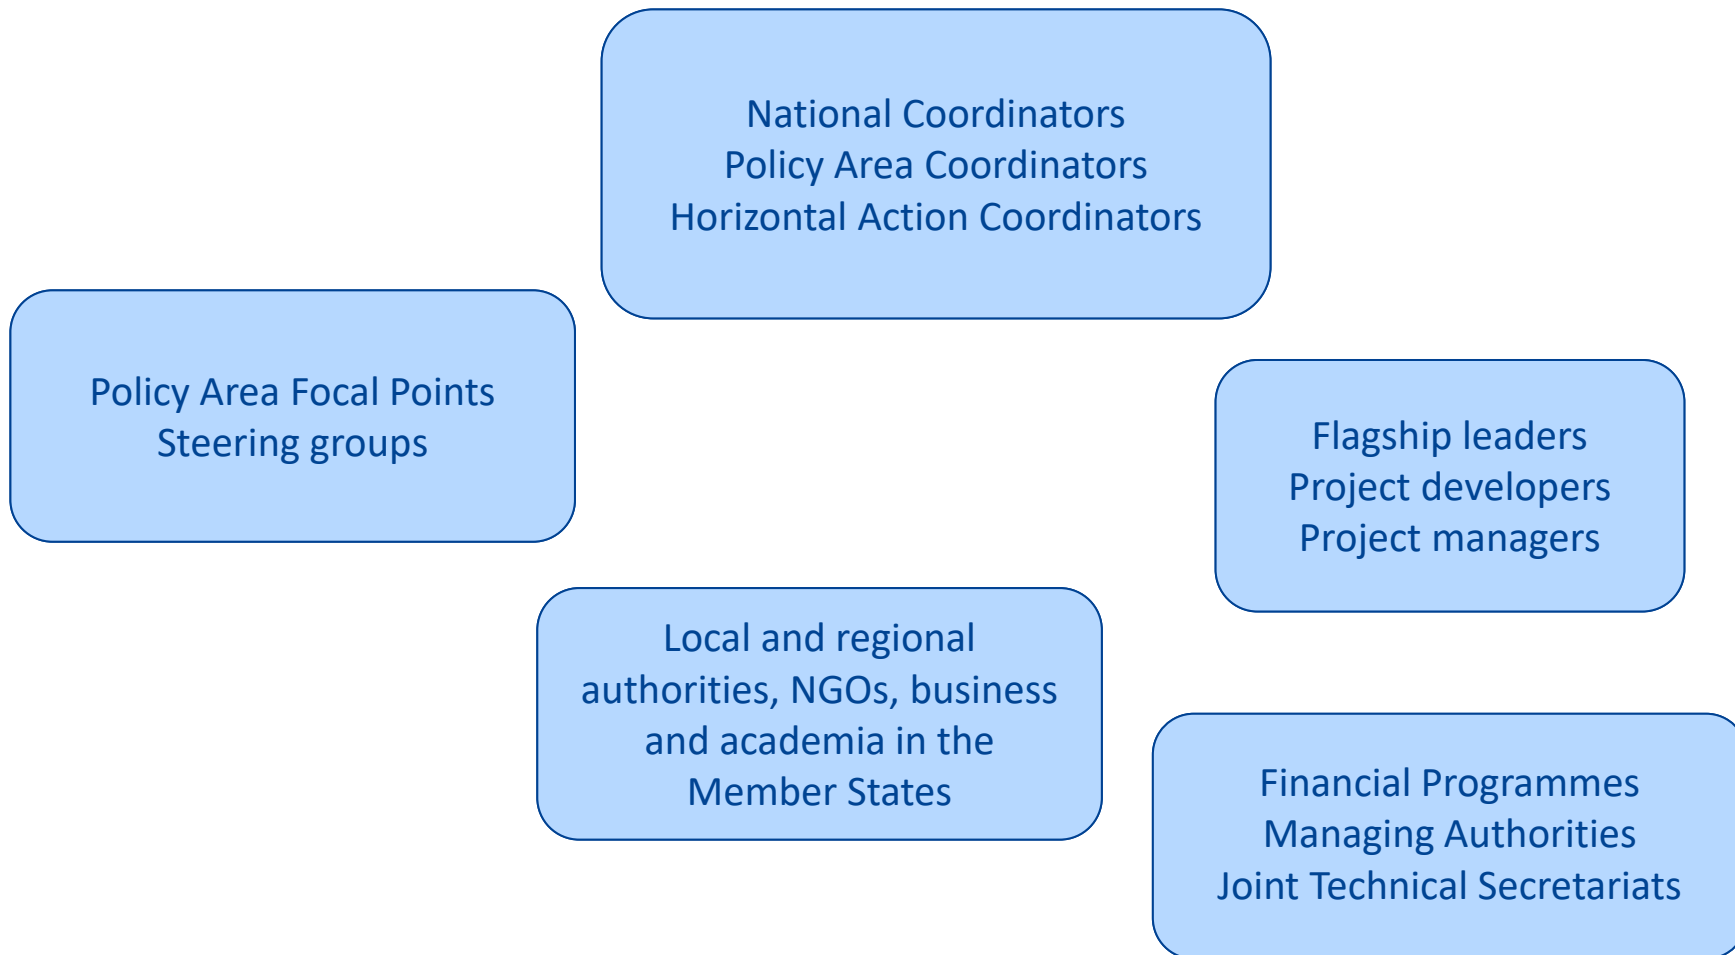 National Coordinators
Policy Area Coordinators
Horizontal Action Coordinators
Policy Area Focal Points
Steering groups
Flagship leaders
Project developers
Project managers
Local and regional
authorities, NGOs, business
and academia in the
Member States
Financial Programmes
Managing Authorities
Joint Technical Secretariats